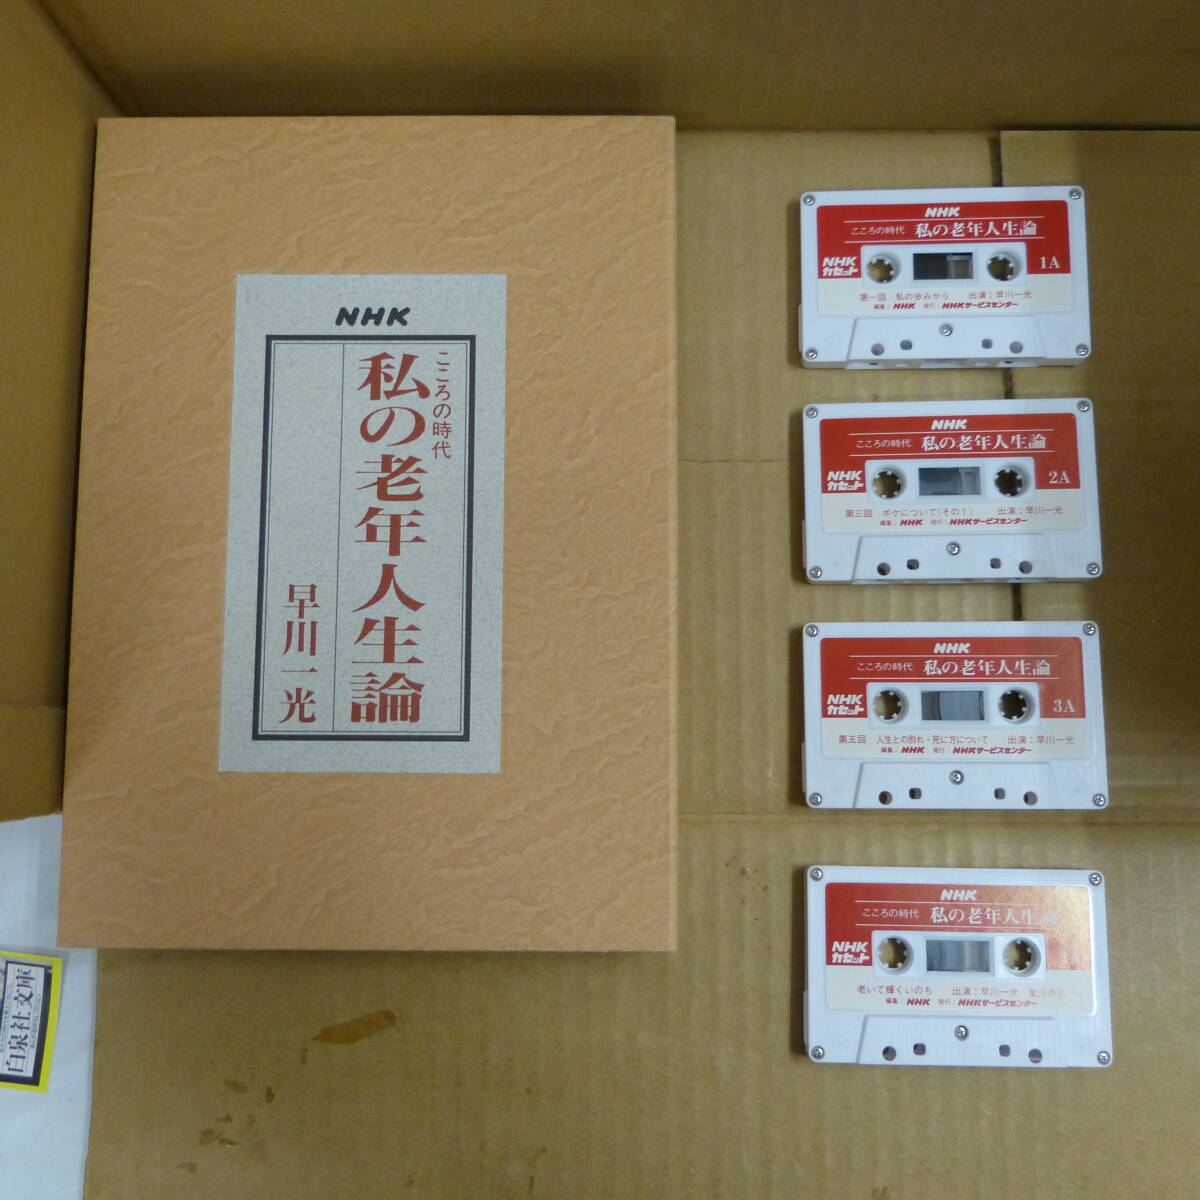 NHK
こころの時代
私の老年人生論
早川一光
NHK
こころの時代 私の老年人生論
NHK
カセット
1A
第一回 私の歩みから 出演：早川一光
編集：NHK 発行：NHKサービスセンター
NHK
こころの時代 私の老年人生論
NHK
カセット
2A
第三回 ボケについて(その1) 出演：早川一光
編集：NHK 発行：NHKサービスセンター
NHK
こころの時代 私の老年人生論
NHK
カセット
3A
第五回 人生との別れ・死に方について 出演：早川一光
編集：NHK 発行：NHKサービスセンター
NHK
こころの時代 私の老年人生論
NHK
カセット
老いて輝くいのち 出演：早川一光
編集：NHK 発行：NHKサービスセンター
白泉社文庫